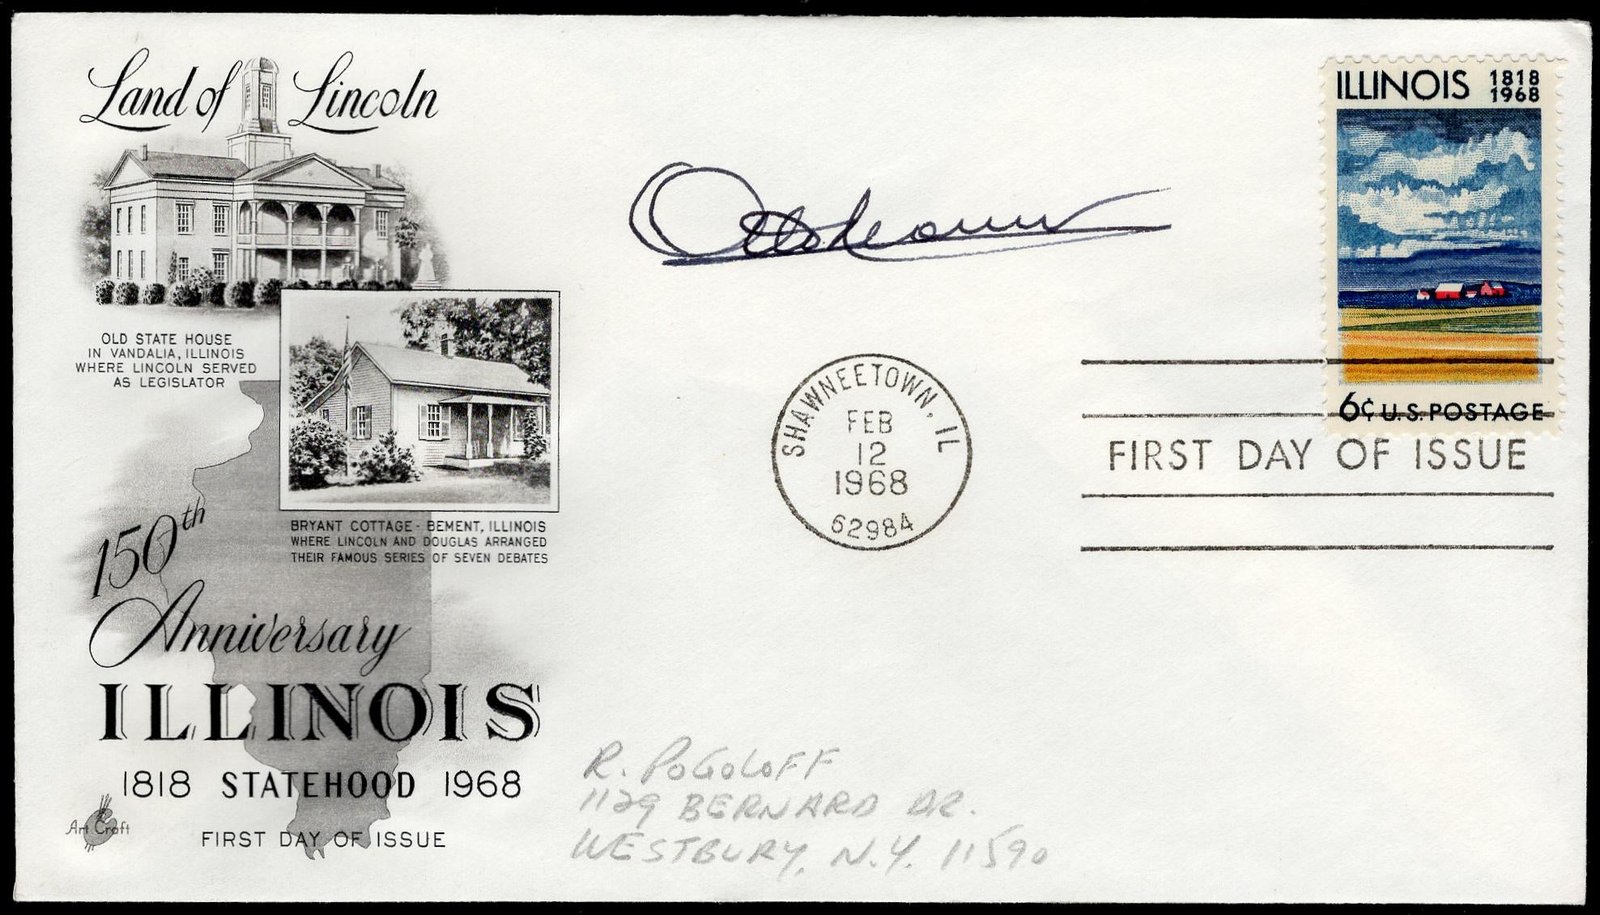 Land of Lincoln
OLD STATE HOUSE
IN VANDALIA, ILLINOIS
WHERE LINCOLN SERVED
AS LEGISLATOR
BRYANT COTTAGE - BEMENT, ILLINOIS
WHERE LINCOLN AND DOUGLAS ARRANGED
THEIR FAMOUS SERIES OF SEVEN DEBATES
150th
Anniversary
ILLINOIS
1818 STATEHOOD 1968
Art Craft
FIRST DAY OF ISSUE
SHAWNEETOWN, IL
FEB
12
1968
62984
ILLINOIS 1818
1968
6¢ U.S. POSTAGE
FIRST DAY OF ISSUE
R. POGOLOFF
1129 BERNARD DR.
WESTBURY, N.Y. 11590